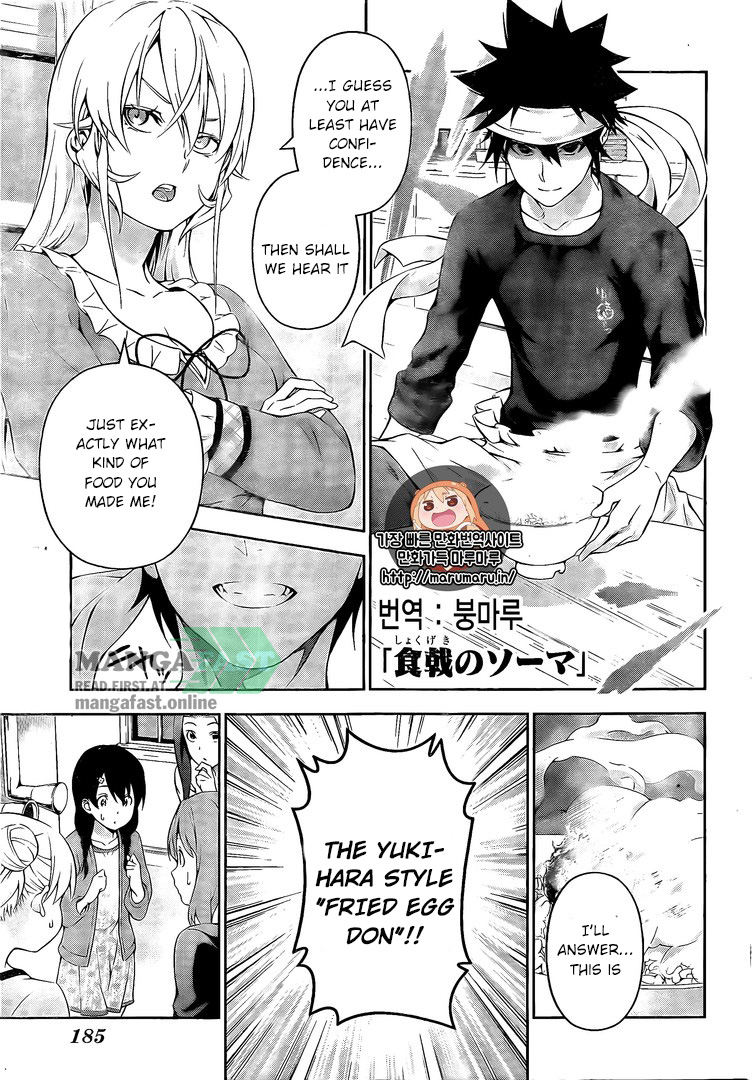 ...I GUESS
YOU AT
LEAST HAVE
CONFI-
DENCE...
THEN SHALL
WE HEAR IT
JUST EX-
ACTLY WHAT
KIND OF
FOOD YOU
MADE ME!
가장 빠른 만화번역사이트
만화가득 마루마루
http://marumaru.in/
번역 : 붕마루
しょくげき
「食戟のソーマ」
MANGAFAST
READ FIRST AT
mangafast.online
I'LL
ANSWER...
THIS IS
THE YUKI-
HARA STYLE
"FRIED EGG
DON"!!
185